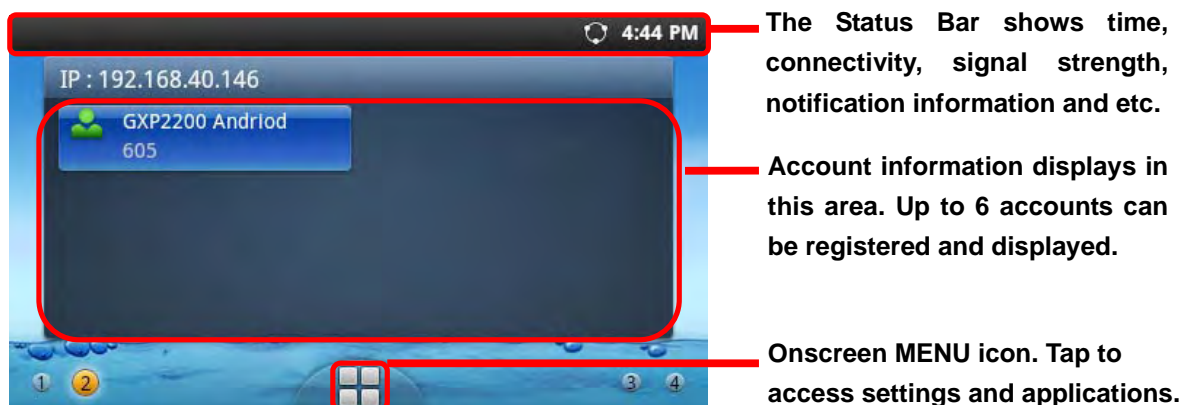 4:44 PM
IP : 192.168.40.146
GXP2200 Andriod
605
1
2
3
4
The Status Bar shows time,
connectivity, signal strength,
notification information and etc.
Account information displays in
this area. Up to 6 accounts can
be registered and displayed.
Onscreen MENU icon. Tap to
access settings and applications.